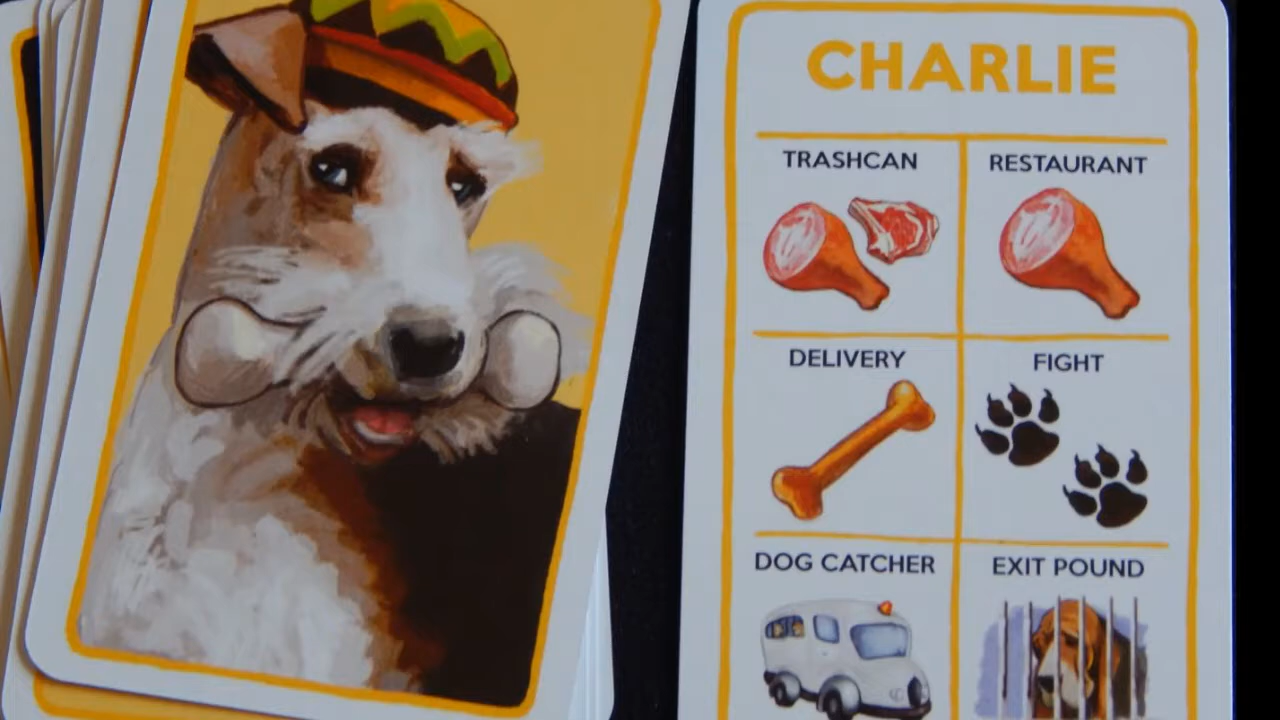 CHARLIE
TRASHCAN
RESTAURANT
DELIVERY
FIGHT
DOG CATCHER
EXIT POUND